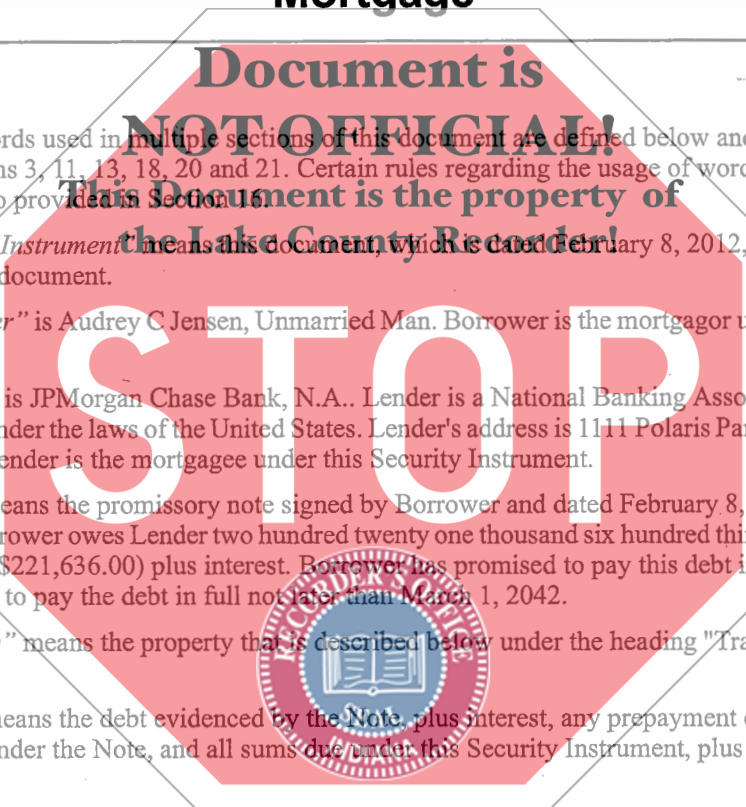 Mortgage
Document is
NOT OFFICIAL!
This Document is the property of
the Lake County Recorder!
rds used in multiple sections of this document are defined below and
ns 3, 11, 13, 18, 20 and 21. Certain rules regarding the usage of word
o provided in Section 16.
Instrument" means this document, which is dated February 8, 2012,
document.
er" is Audrey C Jensen, Unmarried Man. Borrower is the mortgagor u
is JPMorgan Chase Bank, N.A.. Lender is a National Banking Asso
nder the laws of the United States. Lender's address is 1111 Polaris Par
ender is the mortgagee under this Security Instrument.
STOP
eans the promissory note signed by Borrower and dated February 8,
rower owes Lender two hundred twenty one thousand six hundred thi
$221,636.00) plus interest. Borrower has promised to pay this debt i
to pay the debt in full not later than March 1, 2042.
" means the property that is described below under the heading "Tra
neans the debt evidenced by the Note, plus interest, any prepayment
nder the Note, and all sums due under this Security Instrument, plus
RECORDER'S OFFICE
SEAL